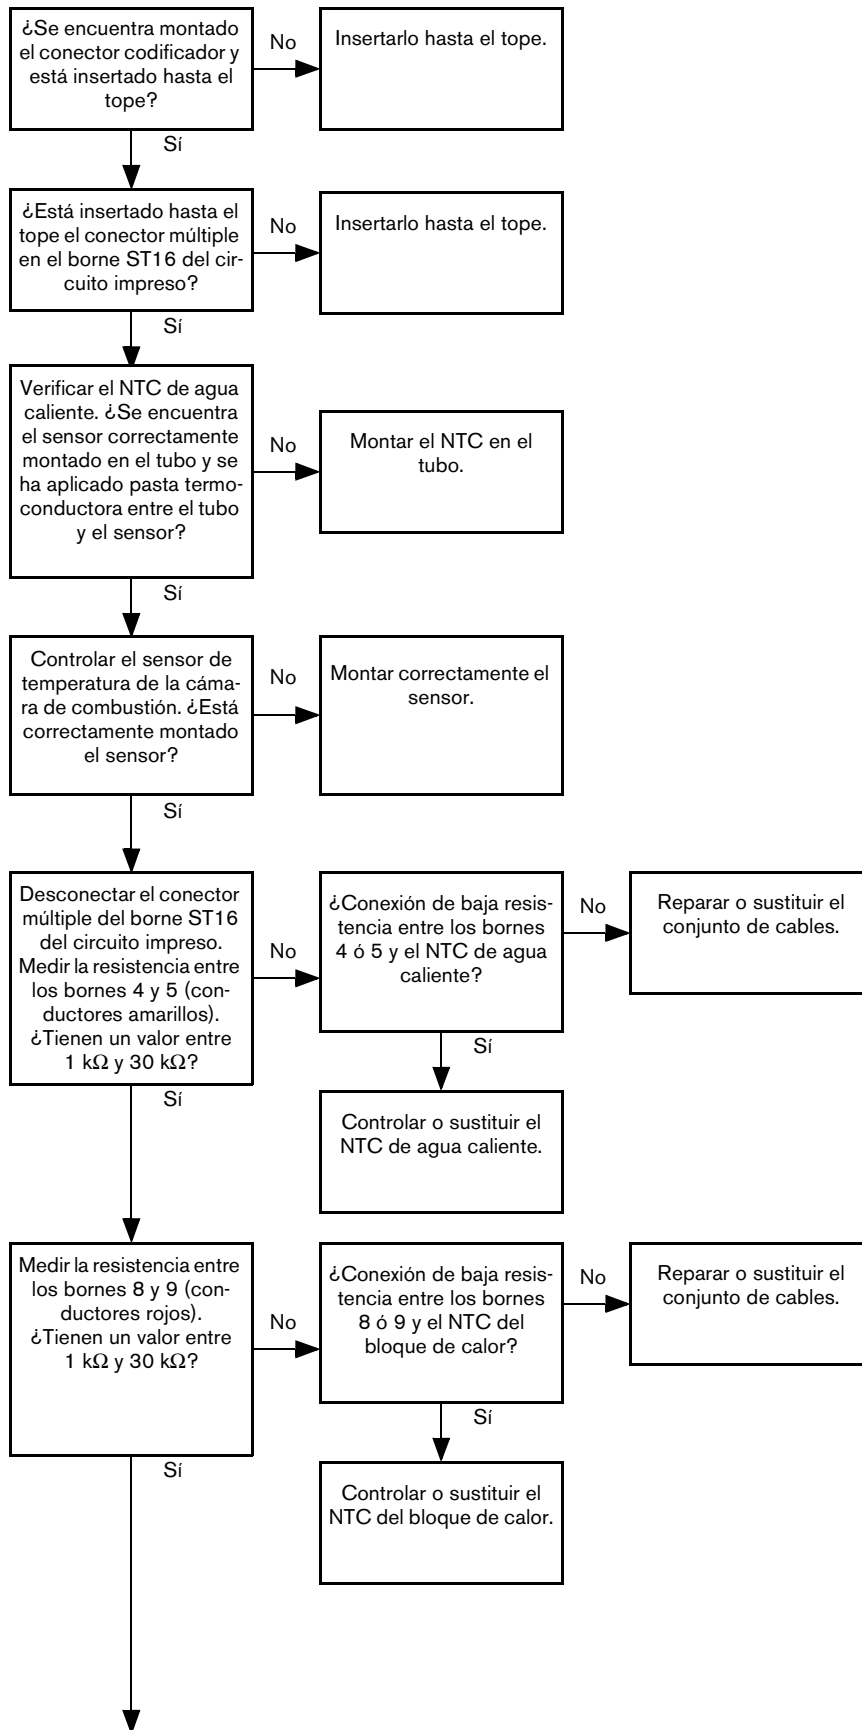 ¿Se encuentra montado
el conector codificador y
está insertado hasta el
tope?
No
Insertarlo hasta el tope.
Sí
¿Está insertado hasta el
tope el conector múltiple
en el borne ST16 del cir-
cuito impreso?
No
Insertarlo hasta el tope.
Sí
Verificar el NTC de agua
caliente. ¿Se encuentra
el sensor correctamente
montado en el tubo y se
ha aplicado pasta termo-
conductora entre el tubo
y el sensor?
No
Montar el NTC en el
tubo.
Sí
Controlar el sensor de
temperatura de la cáma-
ra de combustión. ¿Está
correctamente montado
el sensor?
No
Montar correctamente el
sensor.
Sí
Desconectar el conector
múltiple del borne ST16
del circuito impreso.
Medir la resistencia entre
los bornes 4 y 5 (con-
ductores amarillos).
¿Tienen un valor entre
1 kΩ y 30 kΩ?
No
¿Conexión de baja resis-
tencia entre los bornes
4 ó 5 y el NTC de agua
caliente?
No
Reparar o sustituir el
conjunto de cables.
Sí
Controlar o sustituir el
NTC de agua caliente.
Sí
Medir la resistencia entre
los bornes 8 y 9 (con-
ductores rojos).
¿Tienen un valor entre
1 kΩ y 30 kΩ?
No
¿Conexión de baja resis-
tencia entre los bornes
8 ó 9 y el NTC del
bloque de calor?
No
Reparar o sustituir el
conjunto de cables.
Sí
Controlar o sustituir el
NTC del bloque de calor.
Sí